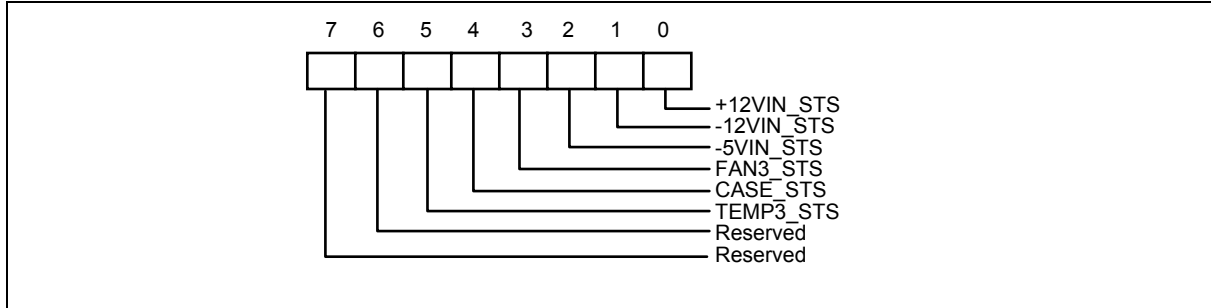 7 6 5 4 3 2 1 0
+12VIN_STS
-12VIN_STS
-5VIN_STS
FAN3_STS
CASE_STS
TEMP3_STS
Reserved
Reserved